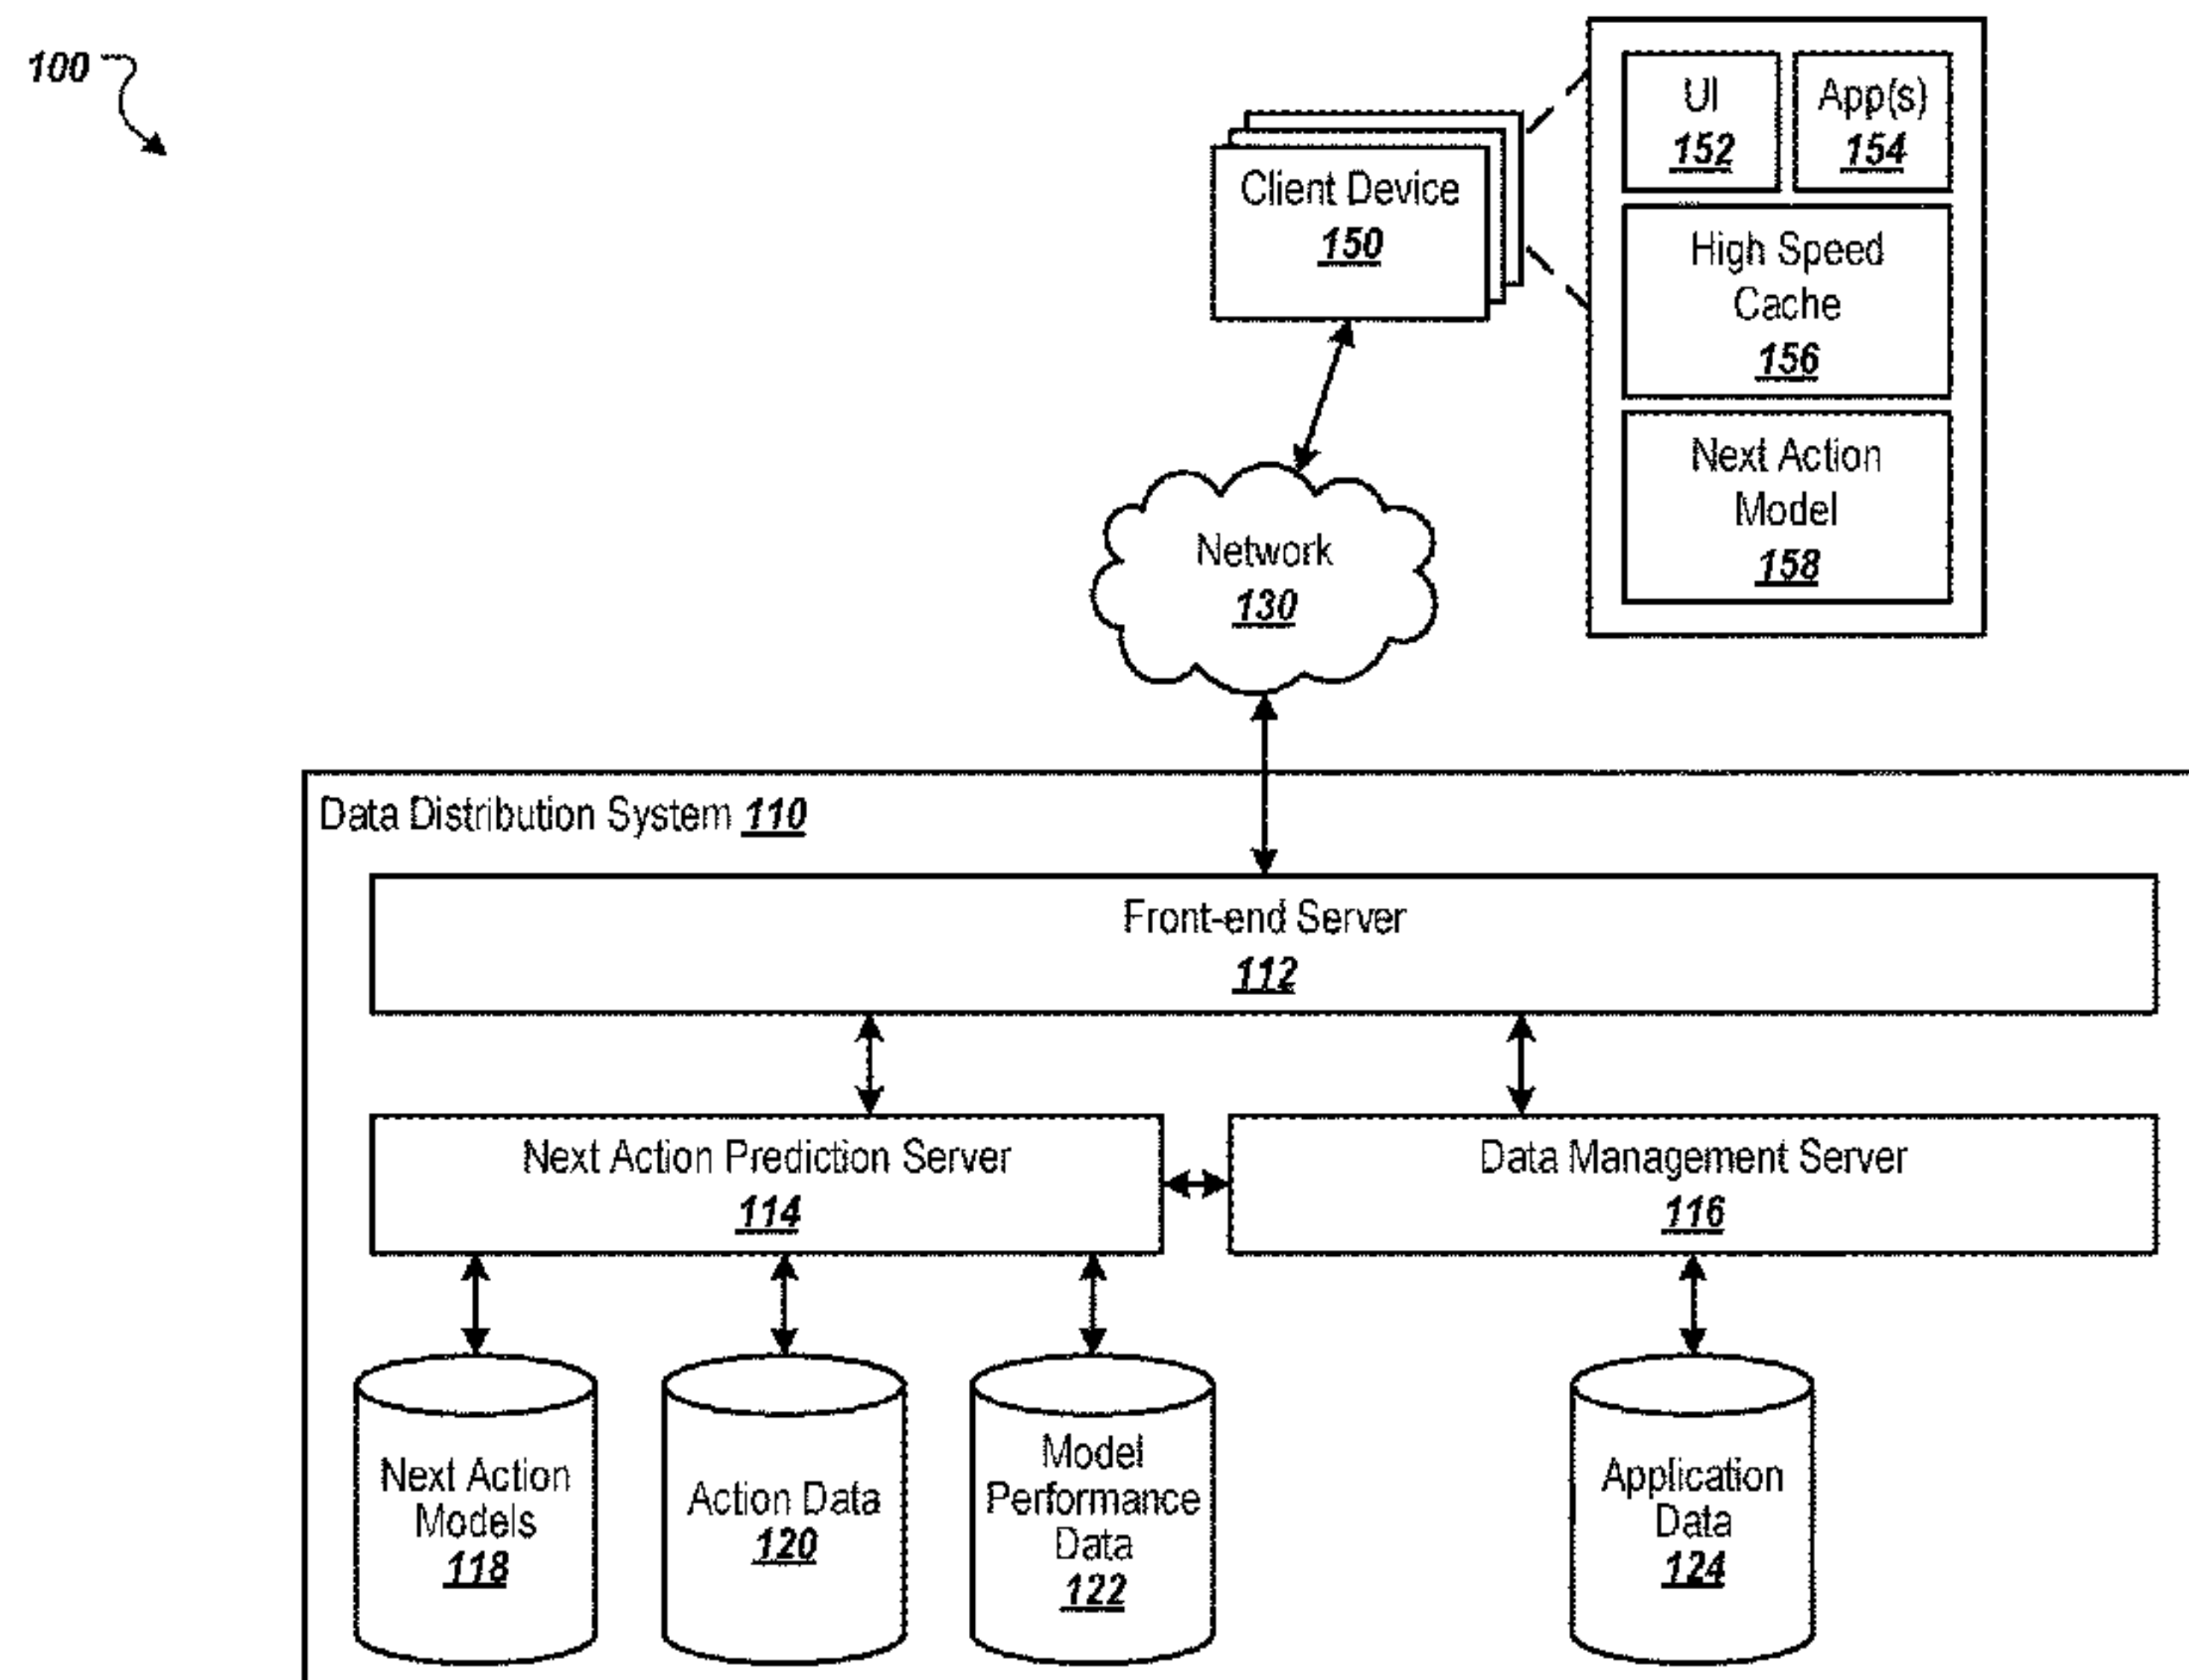 100
UI
152
App(s)
154
Client Device
150
High Speed
Cache
156
Next Action
Model
158
Network
130
Data Distribution System 110
Front-end Server
112
Next Action Prediction Server
114
Data Management Server
116
Next Action
Models
118
Action Data
120
Model
Performance
Data
122
Application
Data
124